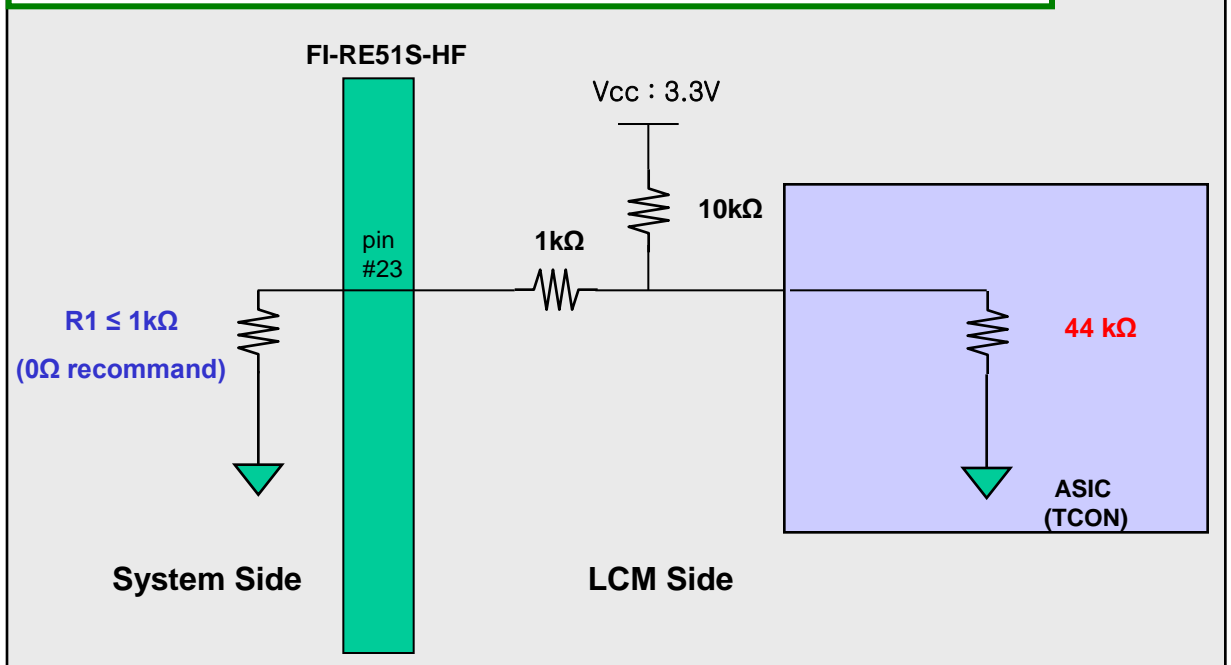 FI-RE51S-HF
Vcc : 3.3V
10kΩ
1kΩ
pin
#23
R1 ≤ 1kΩ
(0Ω recommand)
44 kΩ
ASIC
(TCON)
System Side
LCM Side